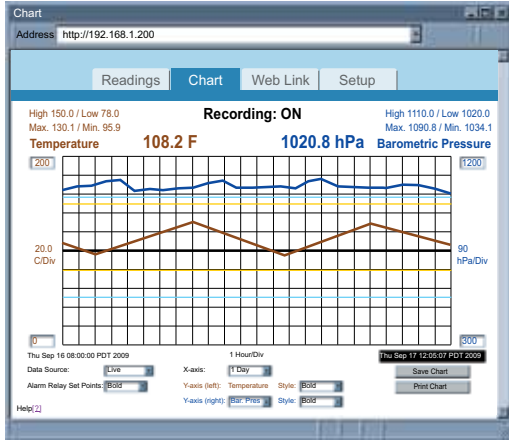 Chart
Address http://192.168.1.200
Readings Chart Web Link Setup
High 150.0 / Low 78.0 Recording: ON High 1110.0 / Low 1020.0
Max. 130.1 / Min. 95.9 Max. 1090.8 / Min. 1034.1
Temperature 108.2 F 1020.8 hPa Barometric Pressure
200 1200
20.0 90
C/Div hPa/Div
0 300
Thu Sep 16 08:00:00 PDT 2009 1 Hour/Div Thu Sep 17 12:05:07 PDT 2009
Data Source: Live X-axis: 1 Day Save Chart
Alarm Relay Set Points: Bold Y-axis (left): Temperature Style: Bold Print Chart
Y-axis (right): Bar. Pres Style: Bold
Help[?]